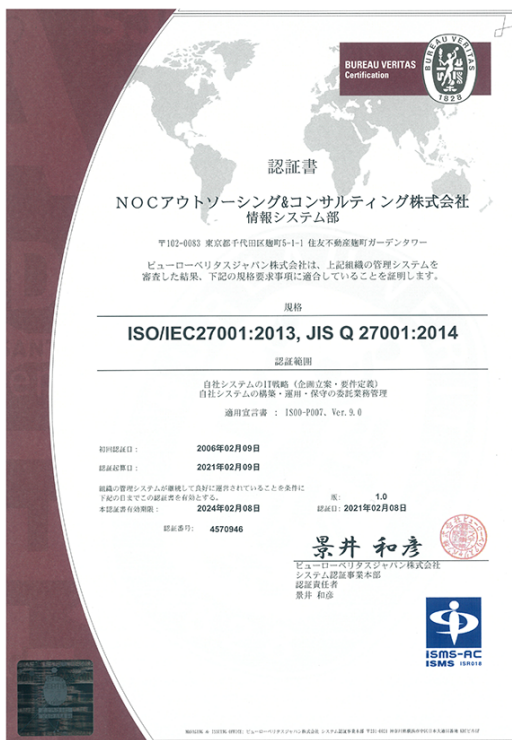 BUREAU VERITAS
Certification
BUREAU VERITAS
1828
認証書
NOCアウトソーシング&コンサルティング株式会社
情報システム部
〒102-0083 東京都千代田区麹町5-1-1 住友不動産麹町ガーデンタワー
ビューローベリタスジャパン株式会社は、上記組織の管理システムを
審査した結果、下記の規格要求事項に適合していることを証明します。
規格
ISO/IEC27001:2013, JIS Q 27001:2014
認証範囲
自社システムのIT戦略（企画立案・要件定義）
自社システムの構築・運用・保守の委託業務管理
適用宣言書 : IS00-P007、Ver.9.0
初回認証日 : 2006年02月09日
認証起算日 : 2021年02月09日
組織の管理システムが継続して良好に運営されていることを条件に
下記の日までこの認証書を有効とする。
版: 1.0
本認証書有効期限 : 2024年02月08日
認証日: 2021年02月08日
認証番号: 4570946
景井 和彦
ビューローベリタスジャパン株式会社
システム認証事業本部
認証責任者
景井 和彦
ISMS-AC
ISMS ISR018